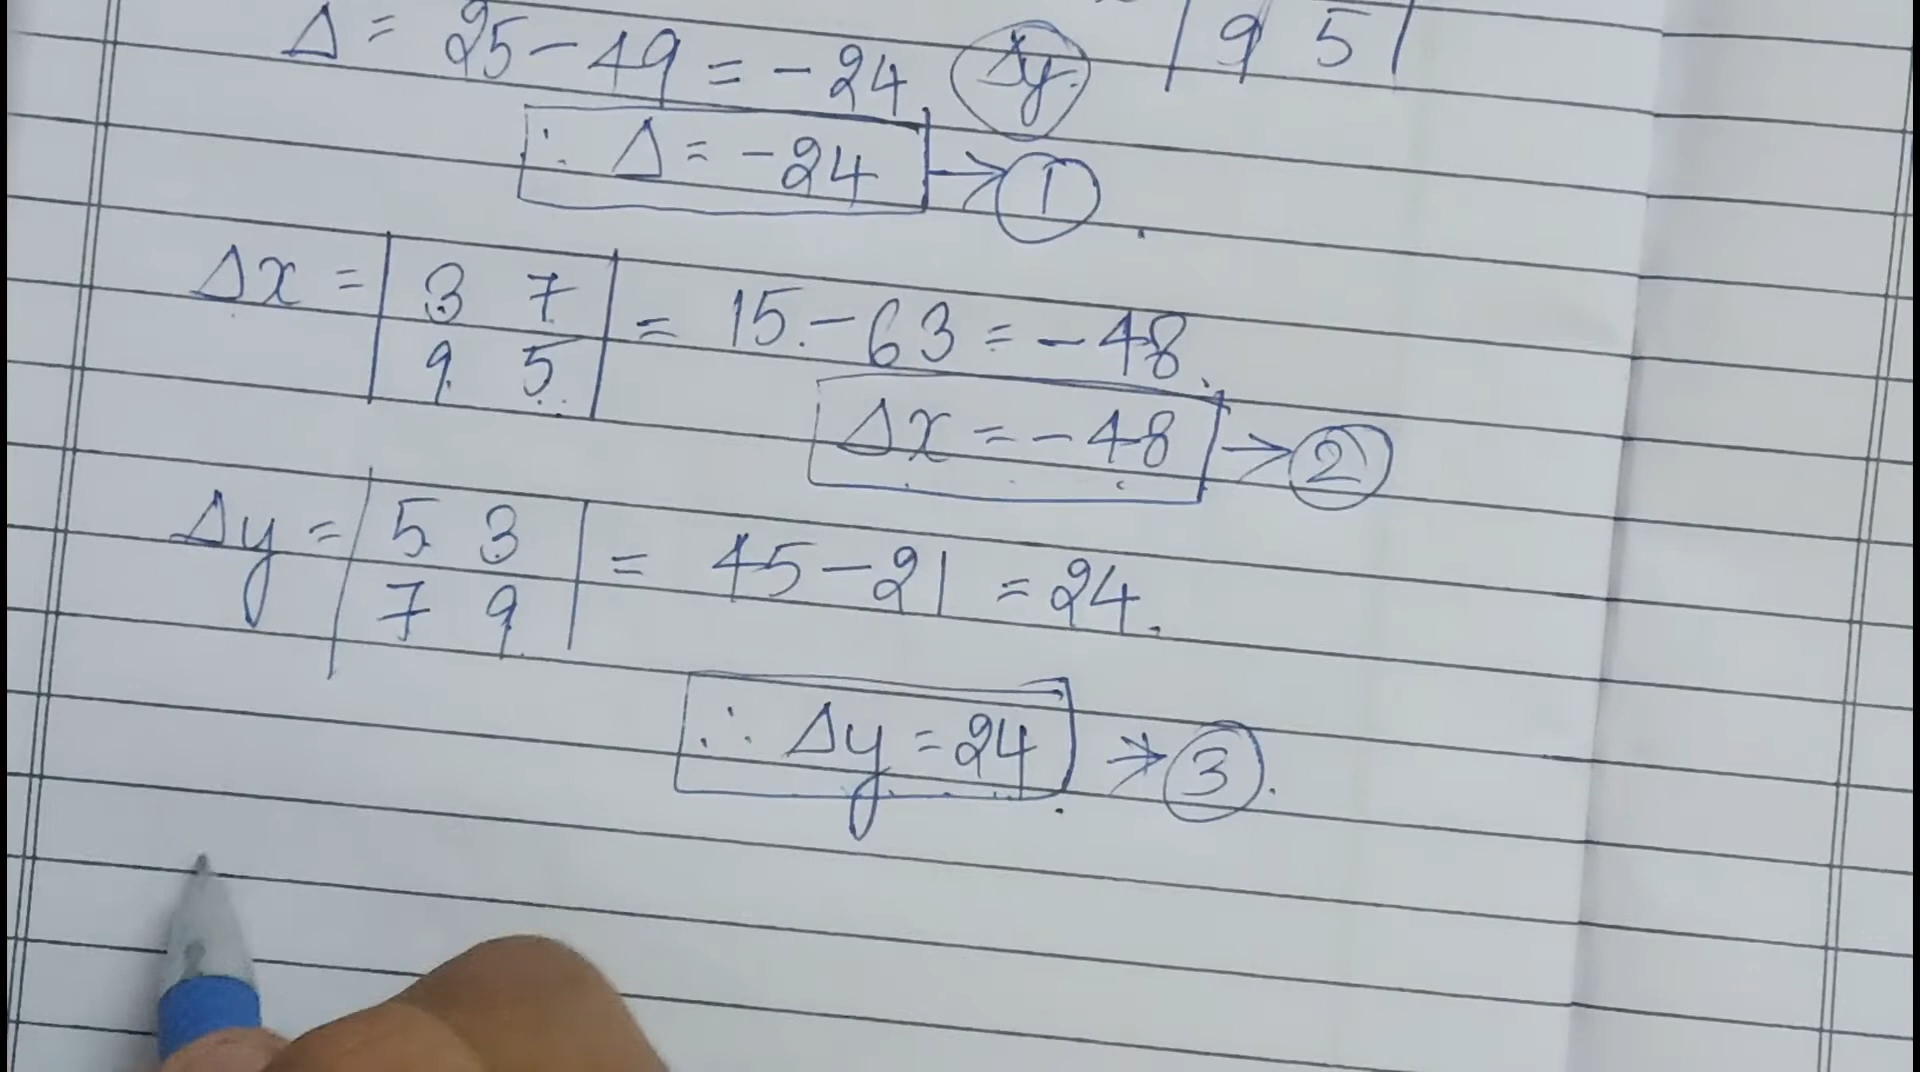 | 9 5 |
Δ = 25 - 49 = -24. Δy.
∴ Δ = -24 → 1
Δx = | 3 7 | = 15 - 63 = -48.
| 9 5 |
Δx = -48 → 2
Δy = | 5 3 | = 45 - 21 = 24.
| 7 9 |
∴ Δy = 24 → 3.